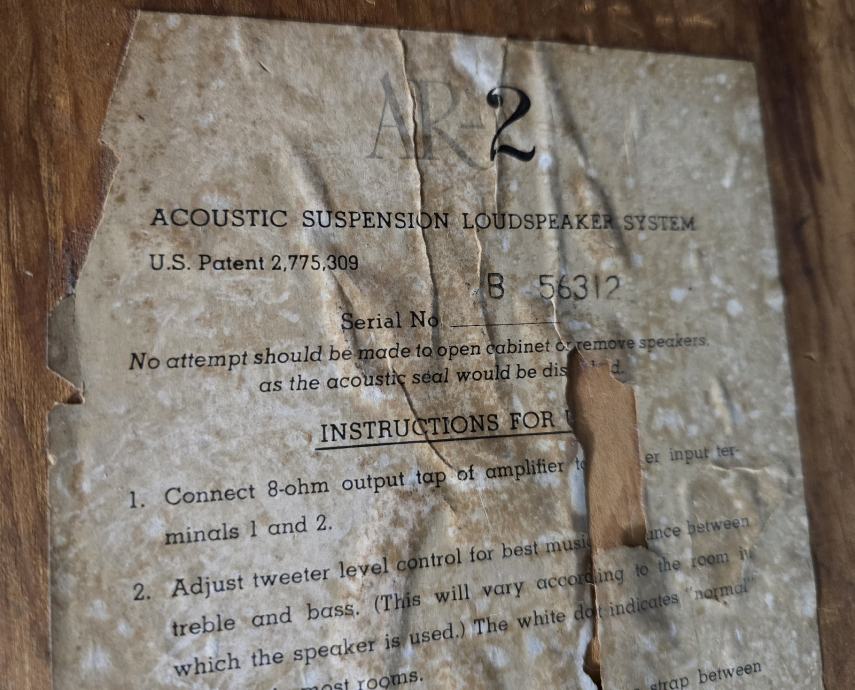 AR-2
ACOUSTIC SUSPENSION LOUDSPEAKER SYSTEM
U.S. Patent 2,775,309
B 56312
Serial No
No attempt should be made to open cabinet or remove speakers,
as the acoustic seal would be
INSTRUCTIONS FOR
1. Connect 8-ohm output tap of amplifier input ter-
minals 1 and 2.
2. Adjust tweeter level control for best between
treble and bass. (This will vary according to the room in
which the speaker is used.) The white dot indicates "normal"
most rooms.
strap between